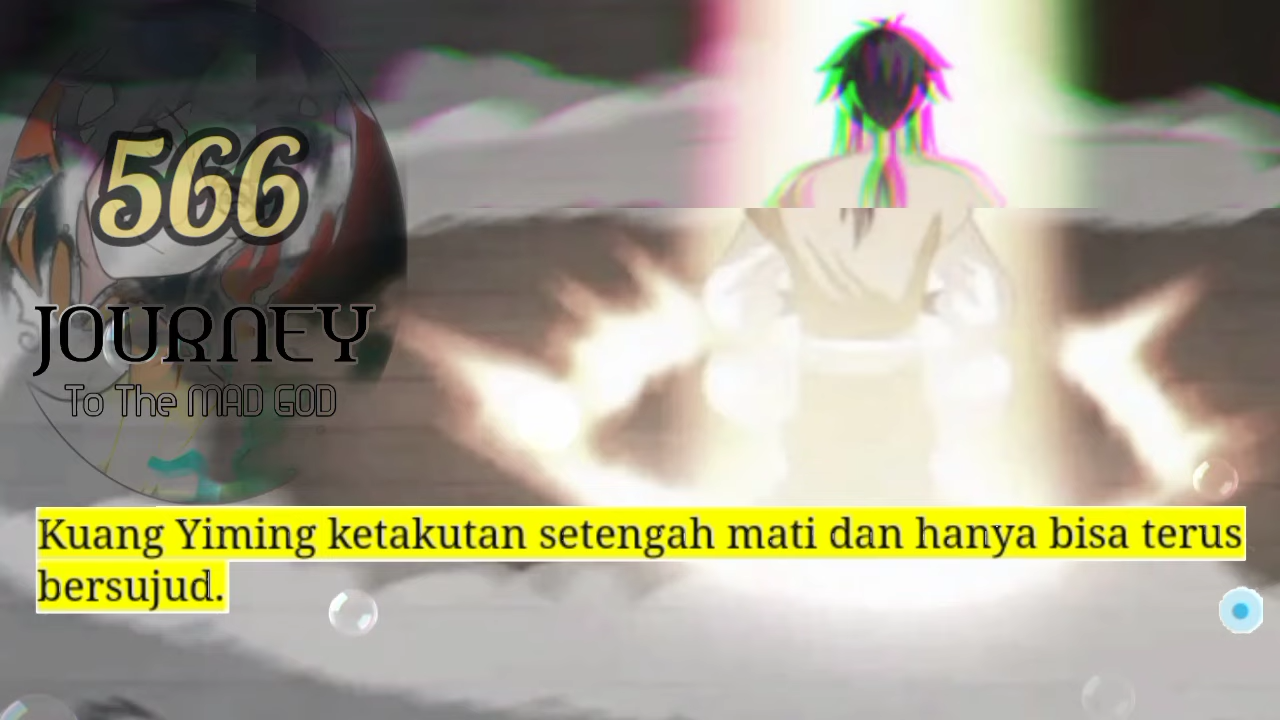 566
JOURNEY
To The MAD GOD
Kuang Yiming ketakutan setengah mati dan hanya bisa terus
bersujud.